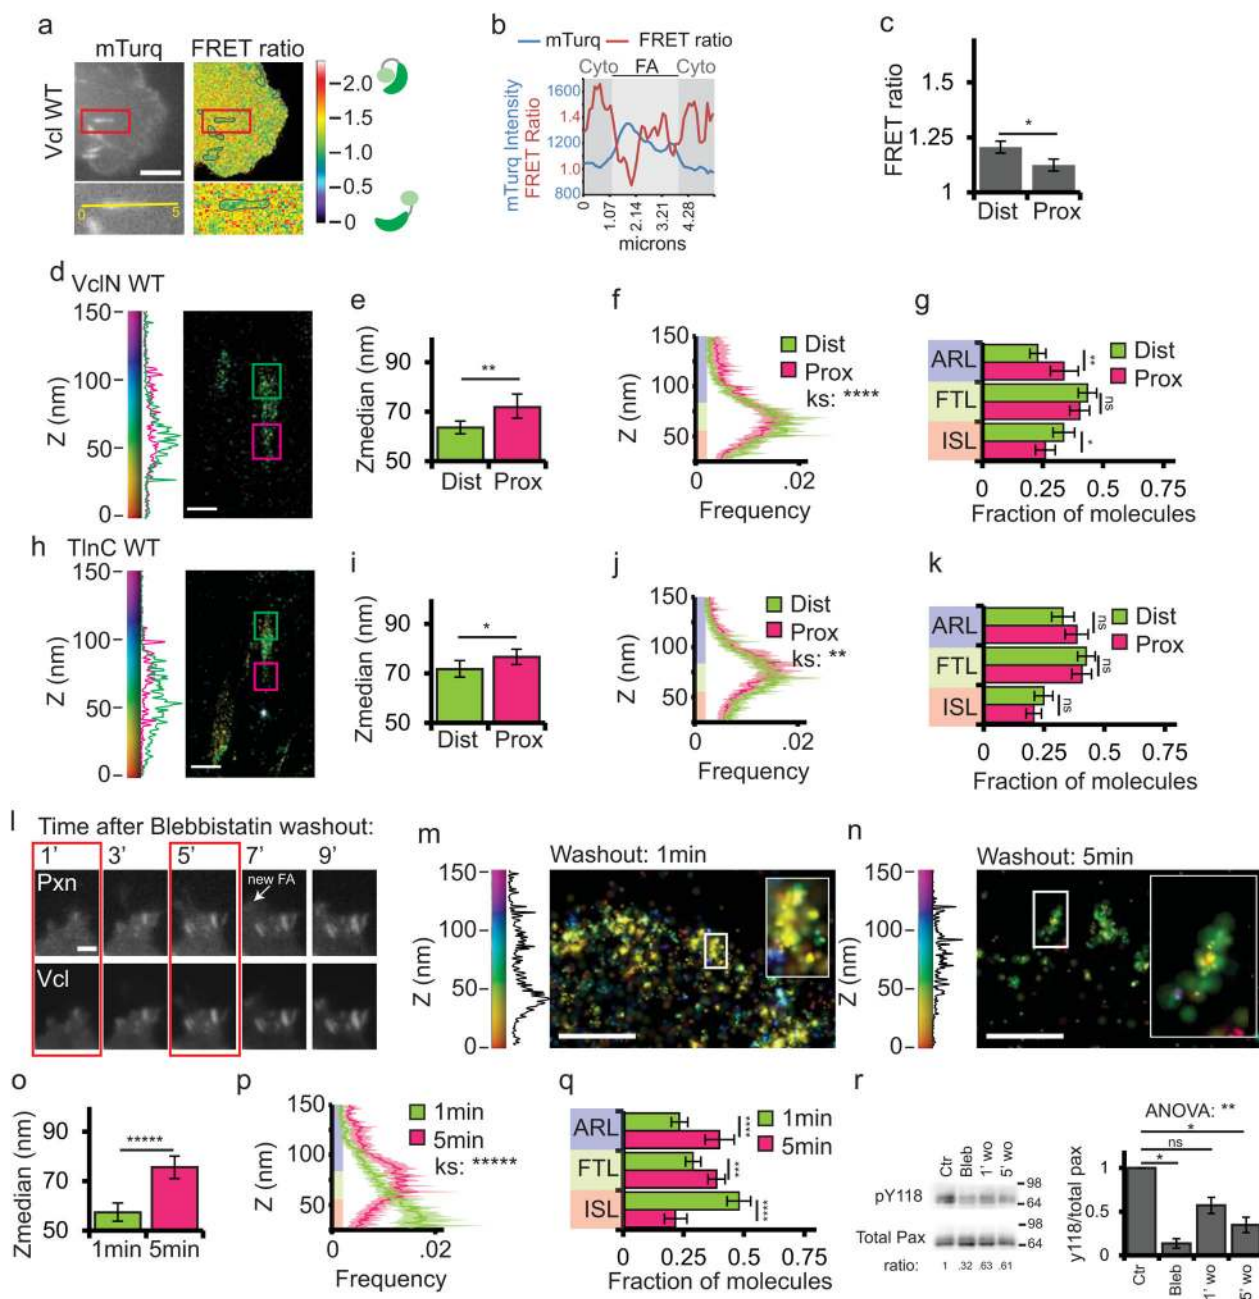 a
mTurq FRET ratio
Vcl WT
2.0
1.5
1.0
0.5
0
0 5
b
mTurq FRET ratio
Cyto FA Cyto
mTurq Intensity
FRET Ratio
1600
1.4
1200
1.0
800
0 1.07 2.14 3.21 4.28
microns
c
FRET ratio
1.5
1.25
1
*
Dist Prox
d
VclN WT
Z (nm)
150
100
50
0
e
Zmedian (nm)
90
70
50
**
Dist Prox
f
Z (nm)
150
100
50
Dist
Prox
ks: ****
0 .02
Frequency
g
ARL
FTL
ISL
Dist
Prox
**
ns
*
0 0.25 0.5 0.75
Fraction of molecules
h
TlnC WT
Z (nm)
150
100
50
0
i
Zmedian (nm)
90
70
50
*
Dist Prox
j
Z (nm)
150
100
50
Dist
Prox
ks: **
0 .02
Frequency
k
ARL
FTL
ISL
Dist
Prox
ns
ns
ns
0 0.25 0.5 0.75
Fraction of molecules
l
Time after Blebbistatin washout:
1' 3' 5' 7' 9'
Pxn
new FA
Vcl
m
Washout: 1min
Z (nm)
150
100
50
0
n
Washout: 5min
Z (nm)
150
100
50
0
o
Zmedian (nm)
90
70
50
*****
1min 5min
p
Z (nm)
150
100
50
1min
5min
ks: *****
0 .02
Frequency
q
ARL
FTL
ISL
1min
5min
****
***
****
0 0.25 0.5 0.75
Fraction of molecules
r
Ctr Bleb 1' wo 5' wo
pY118
98
64
Total Pax
98
64
ratio: 1 .32 .63 .61
ANOVA: **
*
ns
*
y118/total pax
1
0.5
0
Ctr Bleb 1' wo 5' wo